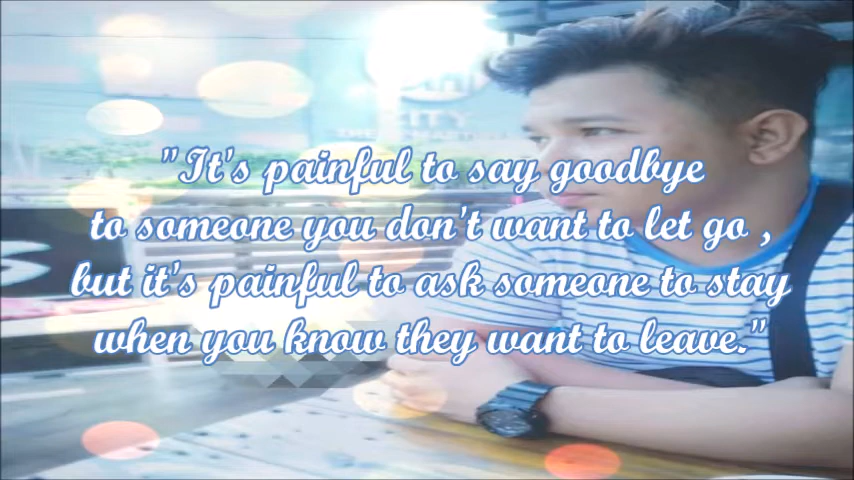 CITY
"It's painful to say goodbye
to someone you don't want to let go ,
but it's painful to ask someone to stay
when you know they want to leave."